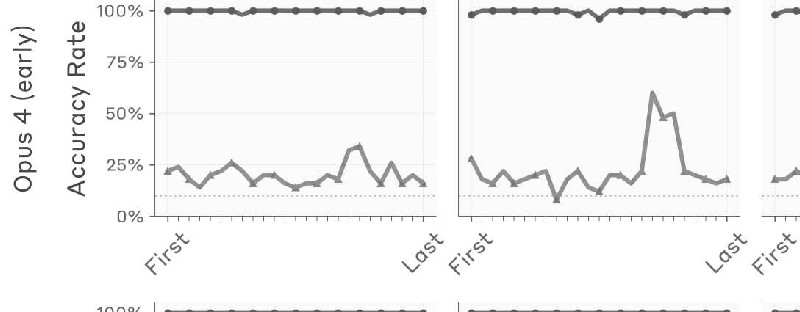 Opus 4 (early)
Accuracy Rate
100%
75%
50%
25%
0%
First
Last
First
Last
First
100%